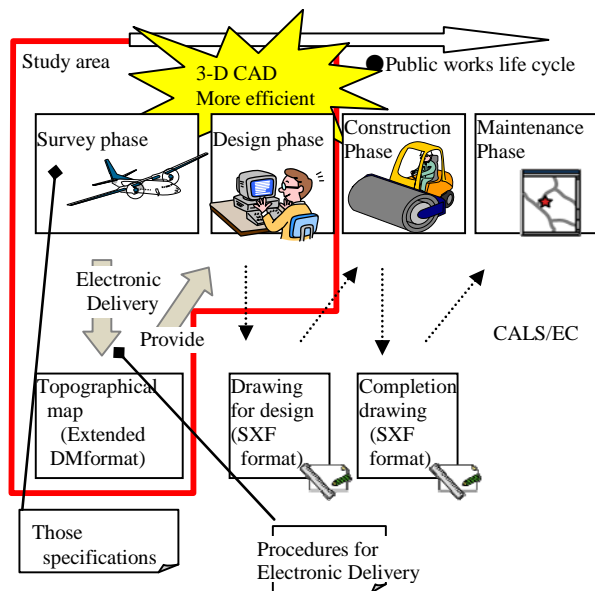 Study area
Public works life cycle
3-D CAD
More efficient
Survey phase
Design phase
Construction
Phase
Maintenance
Phase
Electronic
Delivery
Provide
CALS/EC
Topographical
map
(Extended
DMformat)
Drawing
for design
(SXF
format)
Completion
drawing
(SXF
format)
Those
specifications
Procedures for
Electronic Delivery